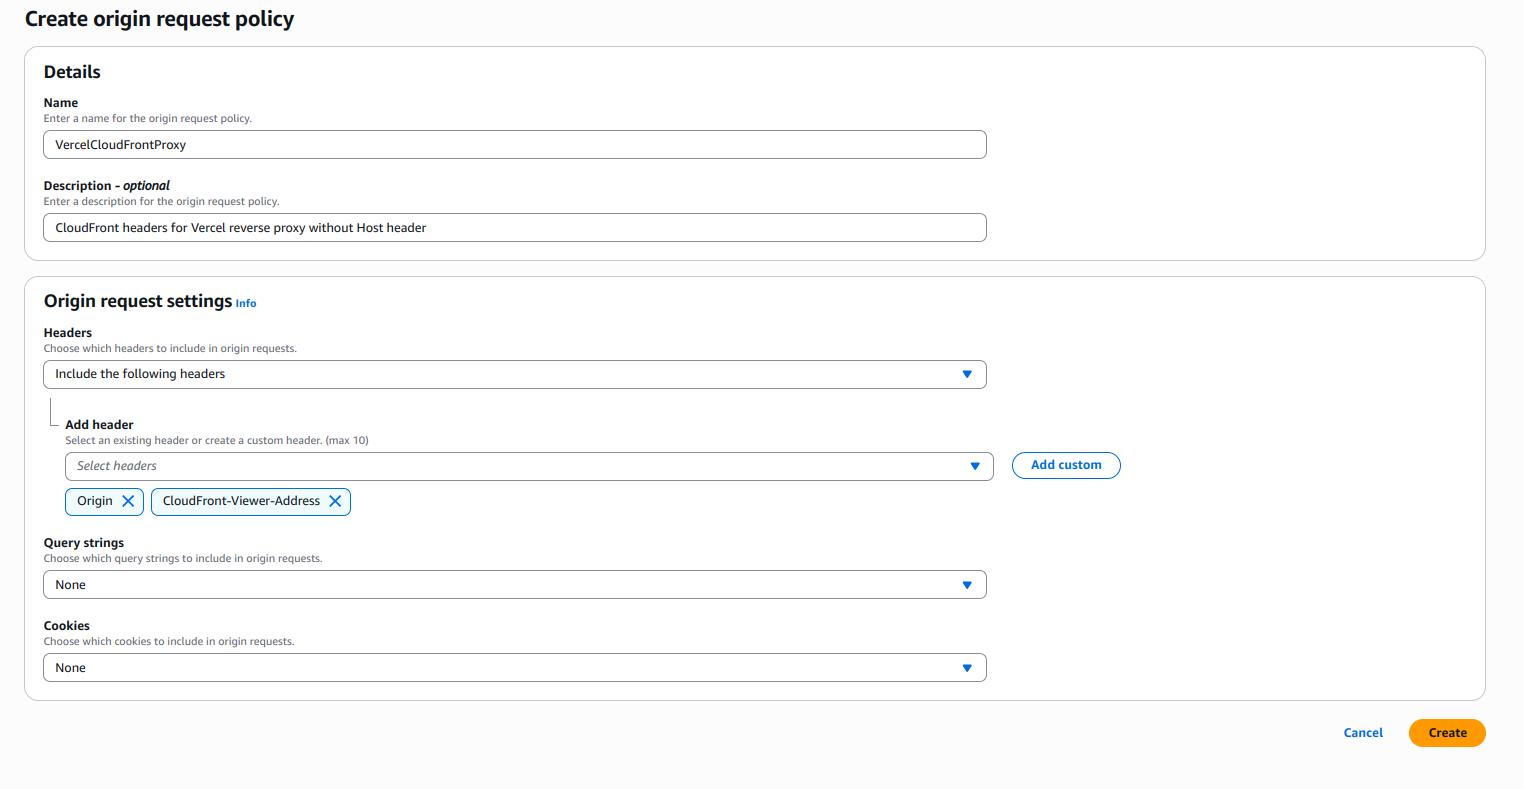 Create origin request policy
Details
Name
Enter a name for the origin request policy.
VercelCloudFrontProxy
Description - optional
Enter a description for the origin request policy.
CloudFront headers for Vercel reverse proxy without Host header
Origin request settings Info
Headers
Choose which headers to include in origin requests.
Include the following headers
Add header
Select an existing header or create a custom header. (max 10)
Select headers
Add custom
Origin
CloudFront-Viewer-Address
Query strings
Choose which query strings to include in origin requests.
None
Cookies
Choose which cookies to include in origin requests.
None
Cancel
Create